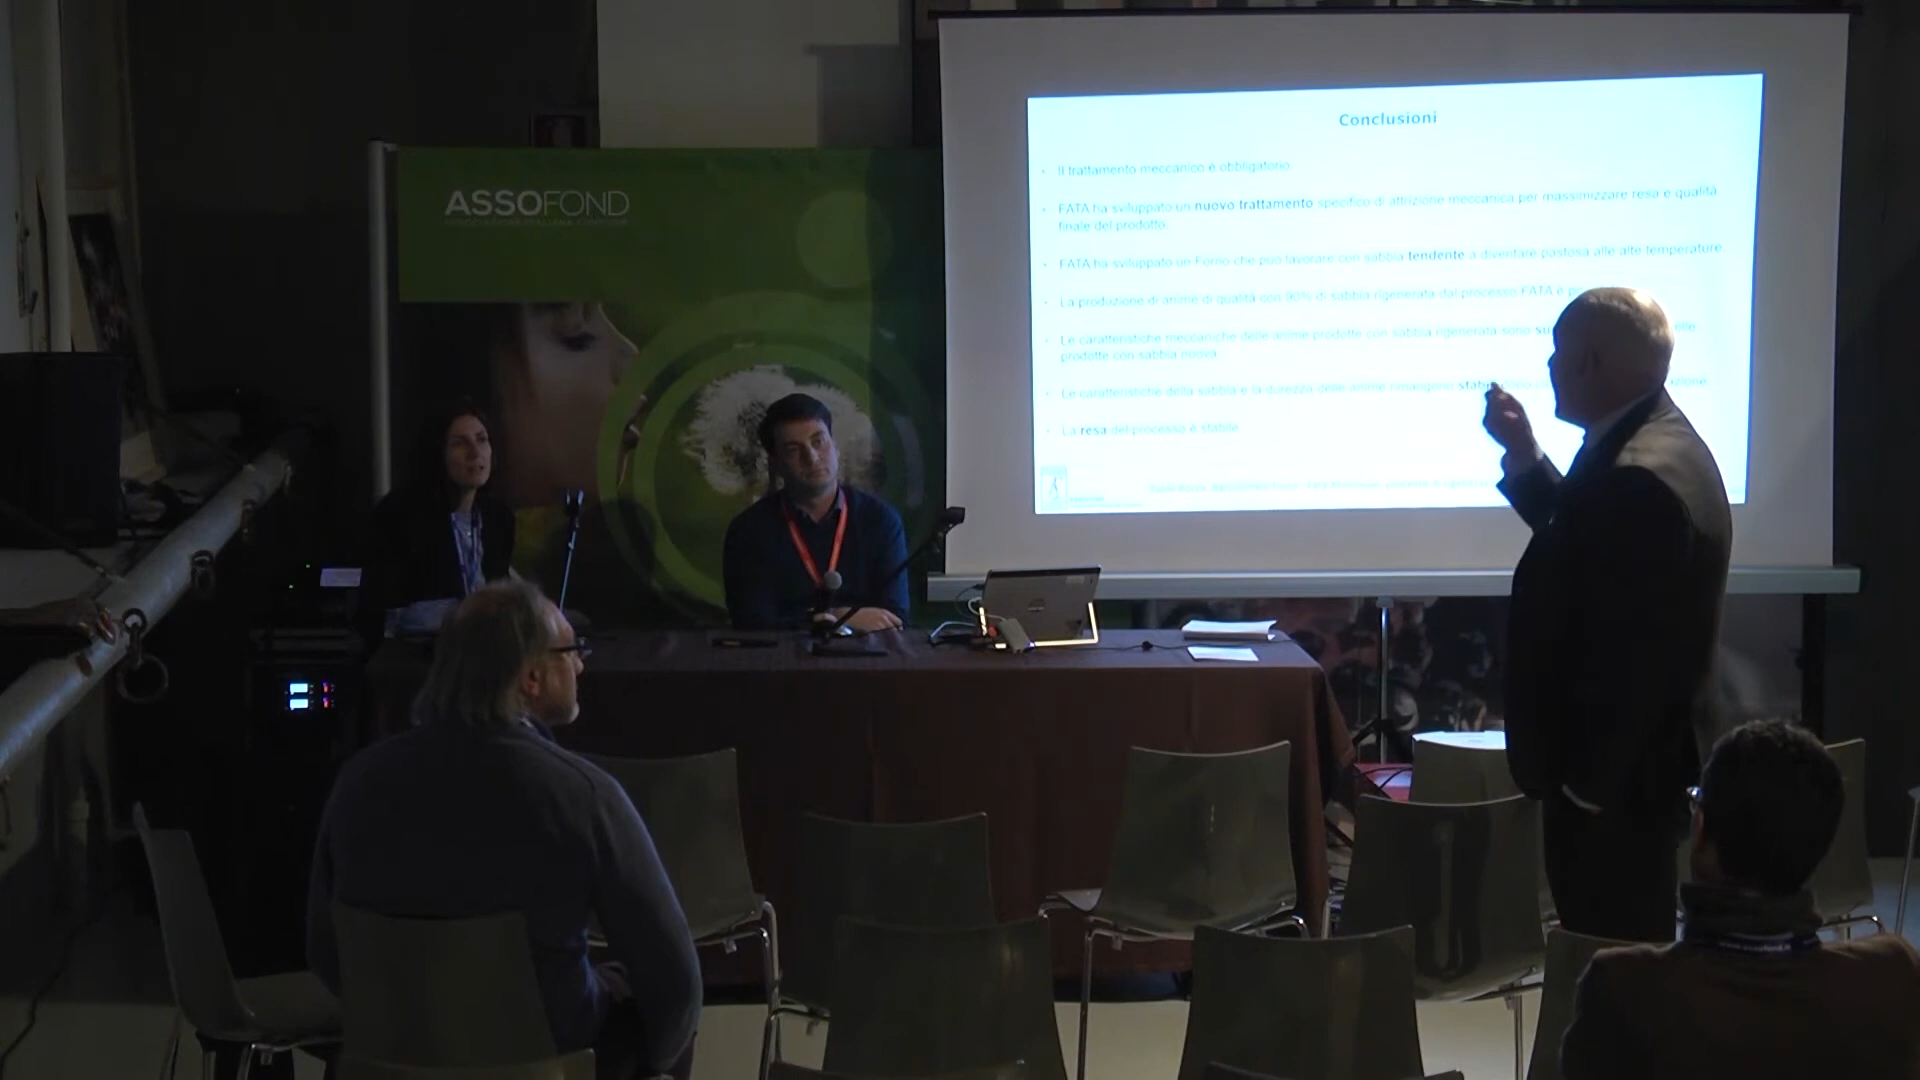 ASSOFOND
ASSOCIAZIONE ITALIANA FONDERIE
Conclusioni
Il trattamento meccanico è obbligatorio.
FATA ha sviluppato un nuovo trattamento specifico di attrizione meccanica per massimizzare resa e qualità
finale del prodotto.
FATA ha sviluppato un Forno che può lavorare con sabbia tendente a diventare pastosa alle alte temperature.
La produzione di anime di qualità con 90% di sabbia rigenerata dal processo FATA è
Le caratteristiche meccaniche delle anime prodotte con sabbia rigenerata sono
prodotte con sabbia nuova.
Le caratteristiche della sabbia e la durezza delle anime rimangono
La resa del processo è stabile.